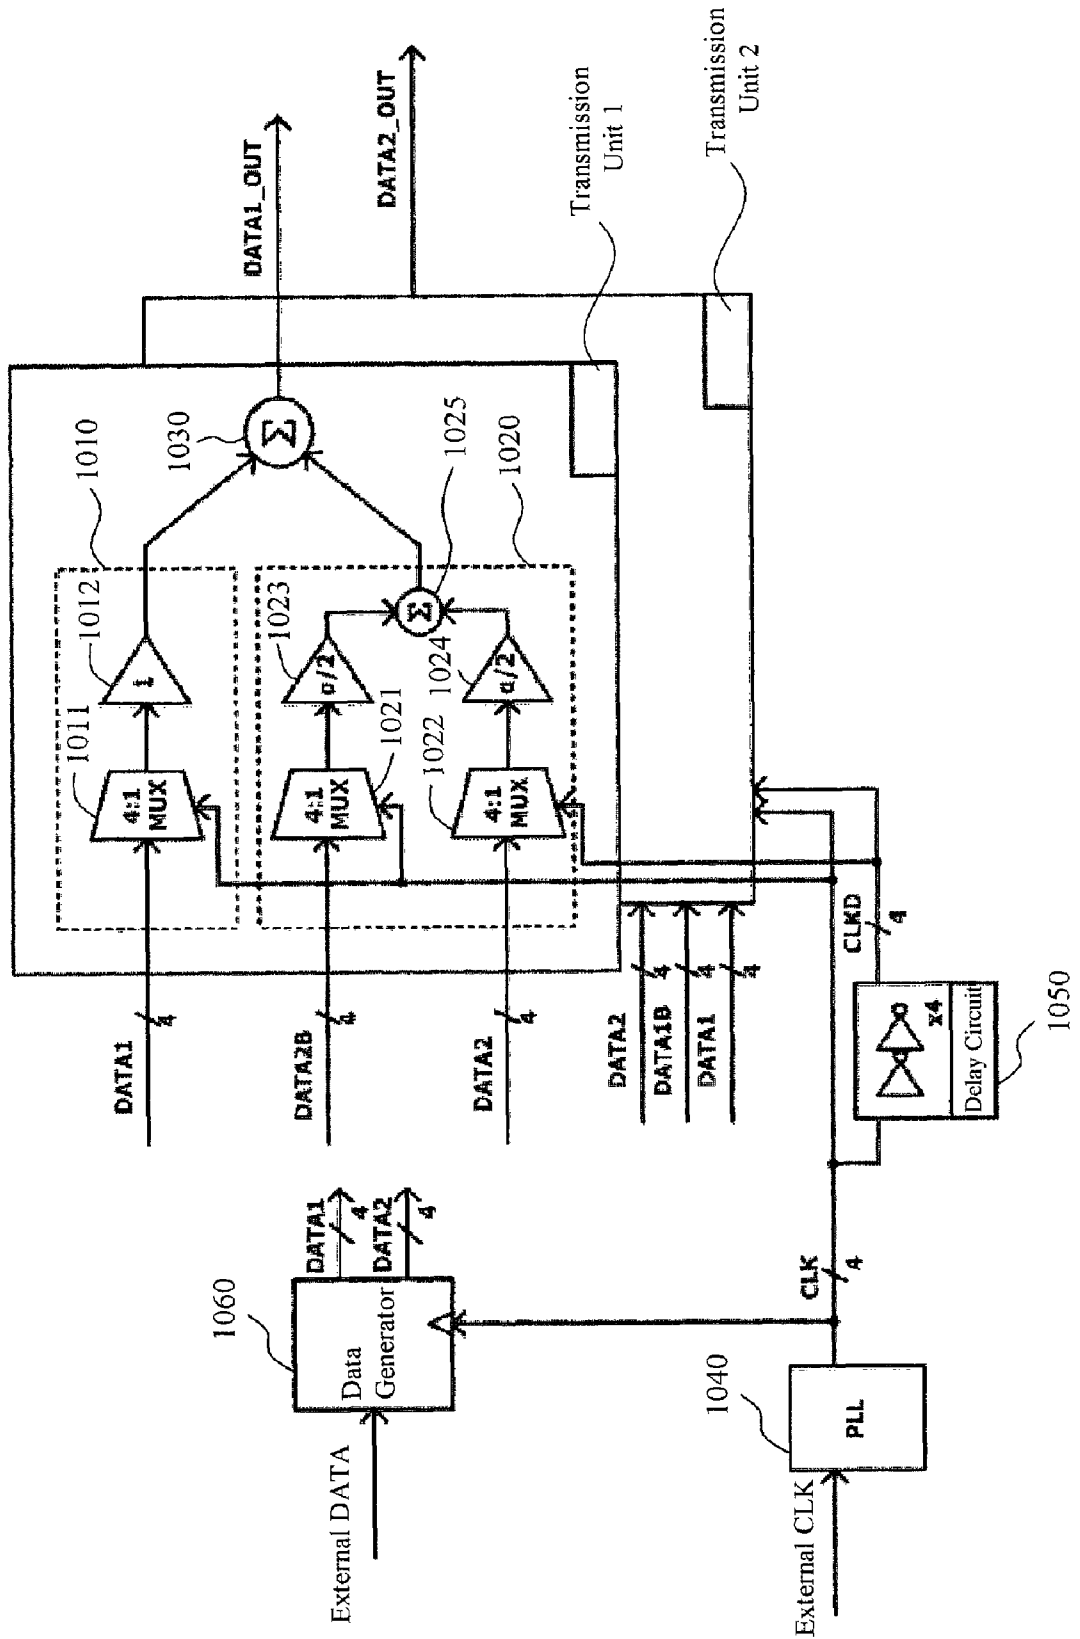 DATA1_OUT
DATA2_OUT
Transmission
Unit 1
Transmission
Unit 2
1010
1012
1011
1
4:1
MUX
1030
Σ
1023
α/2
1021
4:1
MUX
1025
Σ
1020
1024
α/2
1022
4:1
MUX
DATA1
4
DATA2B
4
DATA2
4
DATA2
4
DATA1B
4
DATA1
4
CLKD
4
x4
Delay Circuit
1050
1060
DATA1
4
DATA2
4
Data
Generator
External DATA
CLK
4
1040
PLL
External CLK